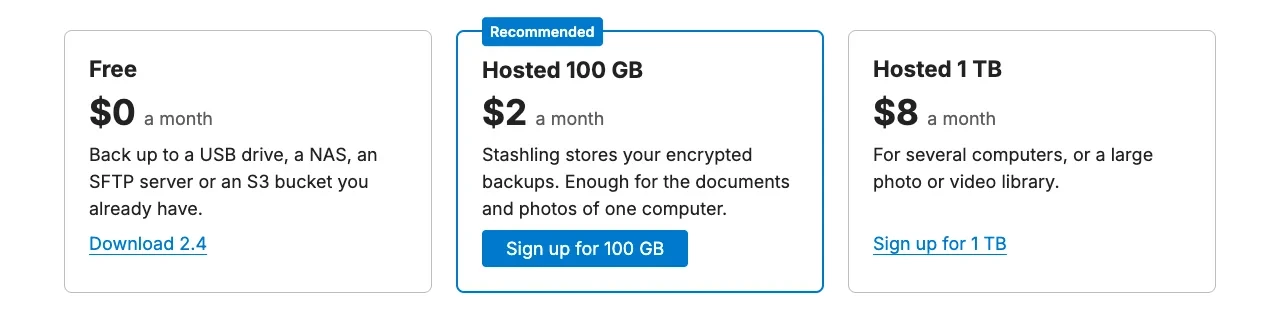 Free
$0 a month
Back up to a USB drive, a NAS, an
SFTP server or an S3 bucket you
already have.
Download 2.4
Recommended
Hosted 100 GB
$2 a month
Stashling stores your encrypted
backups. Enough for the documents
and photos of one computer.
Sign up for 100 GB
Hosted 1 TB
$8 a month
For several computers, or a large
photo or video library.
Sign up for 1 TB